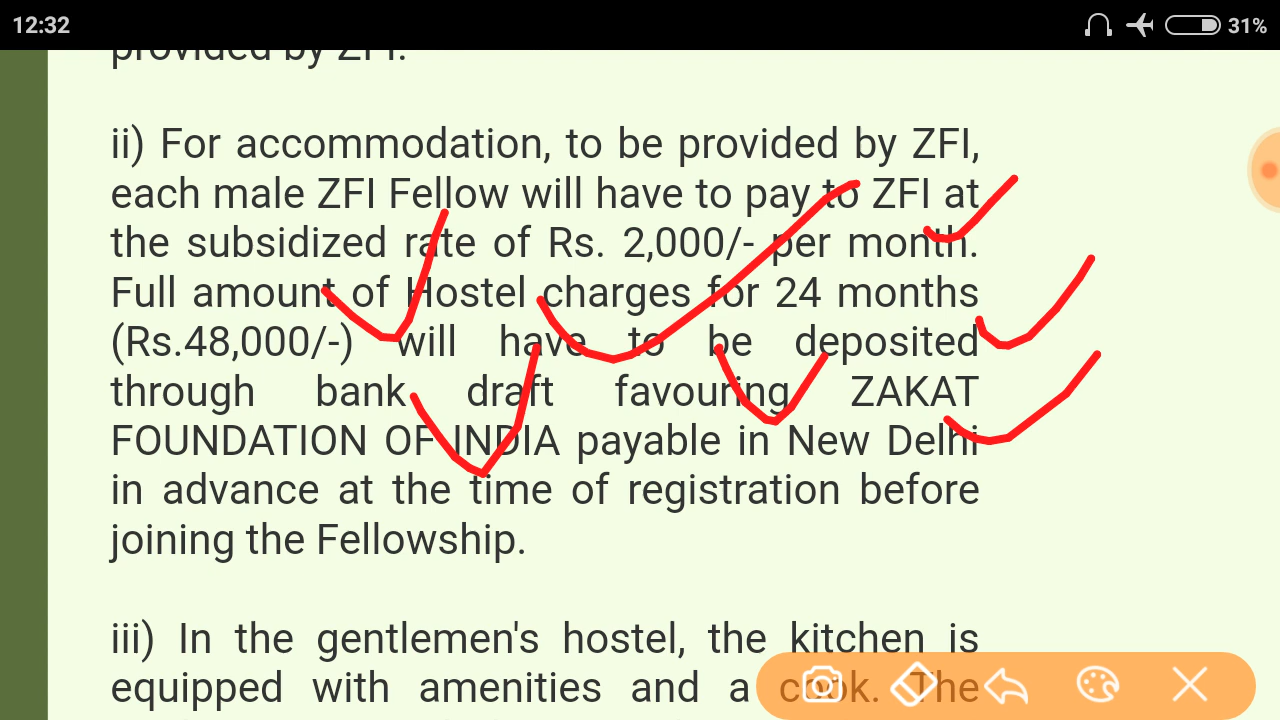 12:32
31%
provided by ZFI.
ii) For accommodation, to be provided by ZFI,
each male ZFI Fellow will have to pay to ZFI at
the subsidized rate of Rs. 2,000/- per month.
Full amount of Hostel charges for 24 months
(Rs.48,000/-) will have to be deposited
through bank draft favouring ZAKAT
FOUNDATION OF INDIA payable in New Delhi
in advance at the time of registration before
joining the Fellowship.
iii) In the gentlemen's hostel, the kitchen is
equipped with amenities and a cook. The